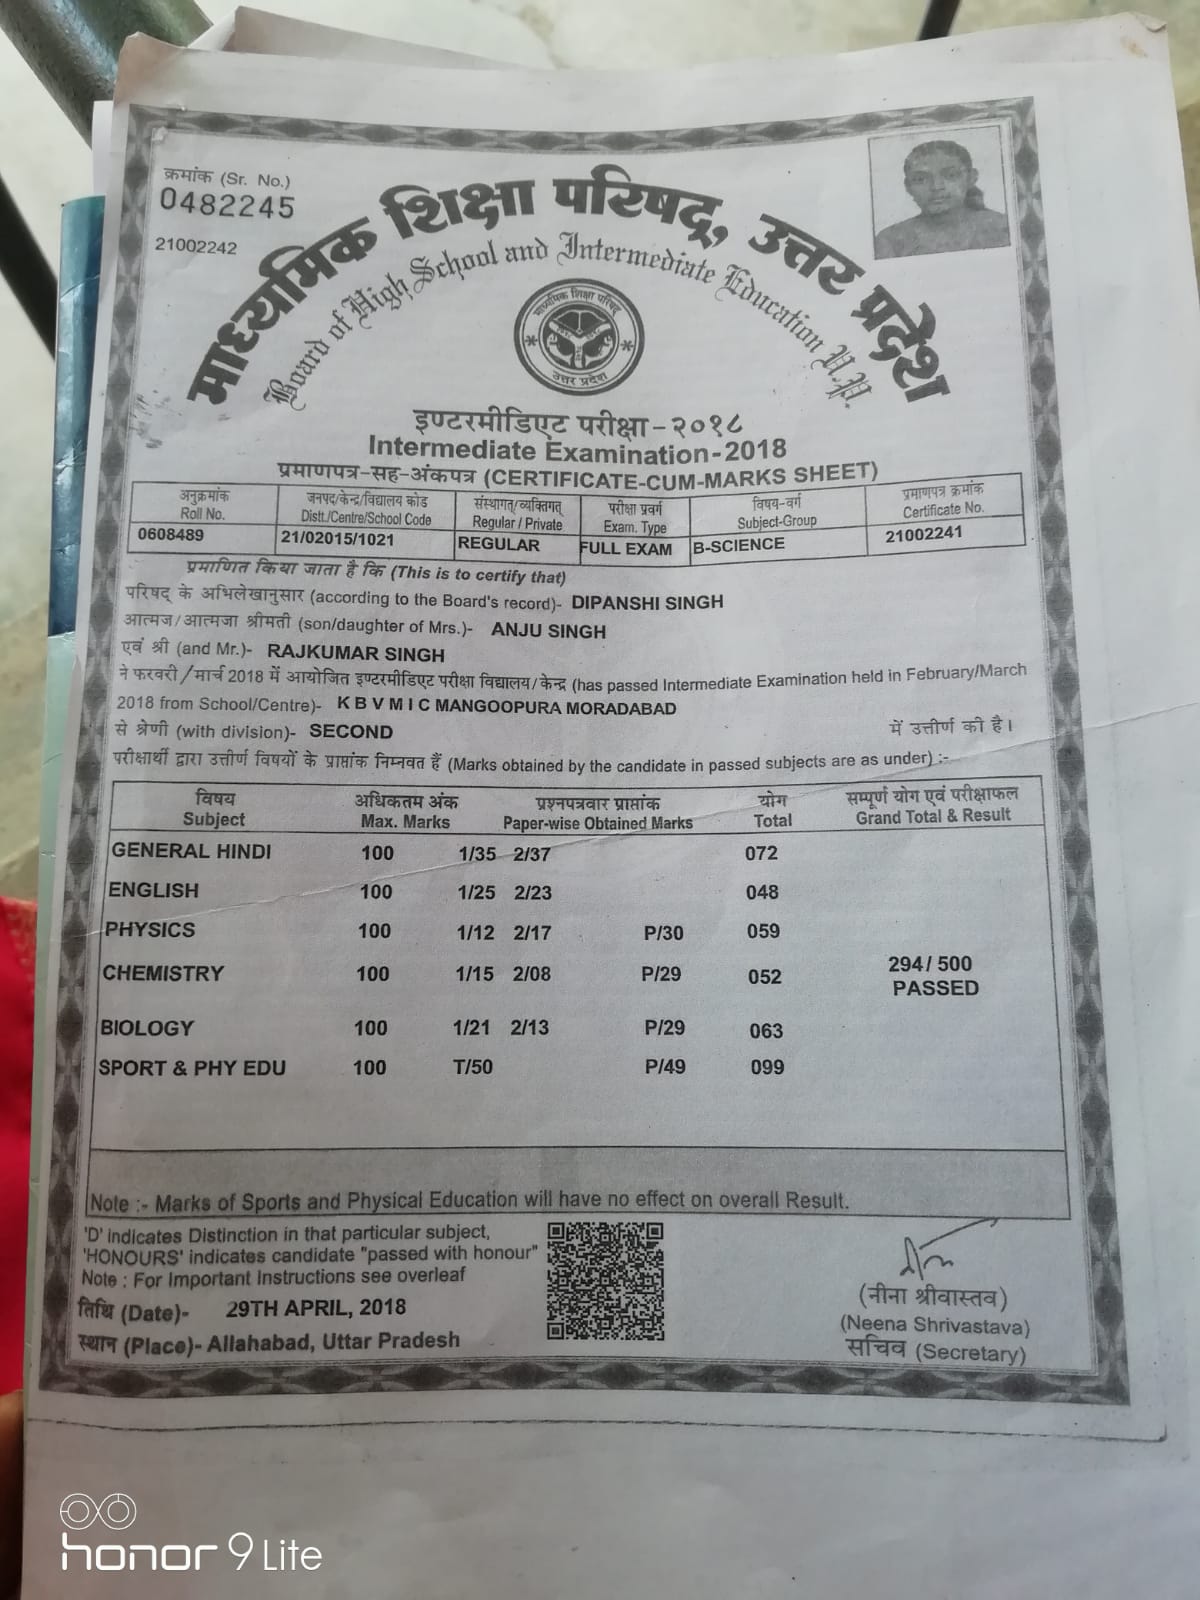 क्रमांक (Sr. No.)
0482245
21002242
माध्यमिक शिक्षा परिषद्, उत्तर प्रदेश
Board of High School and Intermediate Education U.P.
माध्यमिक शिक्षा परिषद्
उत्तर प्रदेश
इण्टरमीडिएट परीक्षा-२०१८
Intermediate Examination-2018
प्रमाणपत्र-सह-अंकपत्र (CERTIFICATE-CUM-MARKS SHEET)
अनुक्रमांक जनपद/केन्द्र/विद्यालय कोड संस्थागत/व्यक्तिगत परीक्षा प्रवर्ग विषय-वर्ग प्रमाणपत्र क्रमांक
Roll No. Distt./Centre/School Code Regular / Private Exam. Type Subject-Group Certificate No.
0608489 21/02015/1021 REGULAR FULL EXAM B-SCIENCE 21002241
प्रमाणित किया जाता है कि (This is to certify that)
परिषद् के अभिलेखानुसार (according to the Board's record)- DIPANSHI SINGH
आत्मज/आत्मजा श्रीमती (son/daughter of Mrs.)- ANJU SINGH
एवं श्री (and Mr.)- RAJKUMAR SINGH
ने फरवरी/मार्च 2018 में आयोजित इण्टरमीडिएट परीक्षा विद्यालय/केन्द्र (has passed Intermediate Examination held in February/March
2018 from School/Centre)- K B V M I C MANGOOPURA MORADABAD
से श्रेणी (with division)- SECOND में उत्तीर्ण की है।
परीक्षार्थी द्वारा उत्तीर्ण विषयों के प्राप्तांक निम्नवत हैं (Marks obtained by the candidate in passed subjects are as under) :-
विषय अधिकतम अंक प्रश्नपत्रवार प्राप्तांक योग सम्पूर्ण योग एवं परीक्षाफल
Subject Max. Marks Paper-wise Obtained Marks Total Grand Total & Result
GENERAL HINDI 100 1/35 2/37 072
ENGLISH 100 1/25 2/23 048
PHYSICS 100 1/12 2/17 P/30 059
CHEMISTRY 100 1/15 2/08 P/29 052 294/ 500
PASSED
BIOLOGY 100 1/21 2/13 P/29 063
SPORT & PHY EDU 100 T/50 P/49 099
Note :- Marks of Sports and Physical Education will have no effect on overall Result.
'D' indicates Distinction in that particular subject,
'HONOURS' indicates candidate "passed with honour"
Note : For Important Instructions see overleaf
तिथि (Date)- 29TH APRIL, 2018
स्थान (Place)- Allahabad, Uttar Pradesh
(नीना श्रीवास्तव)
(Neena Shrivastava)
सचिव (Secretary)
honor 9 Lite